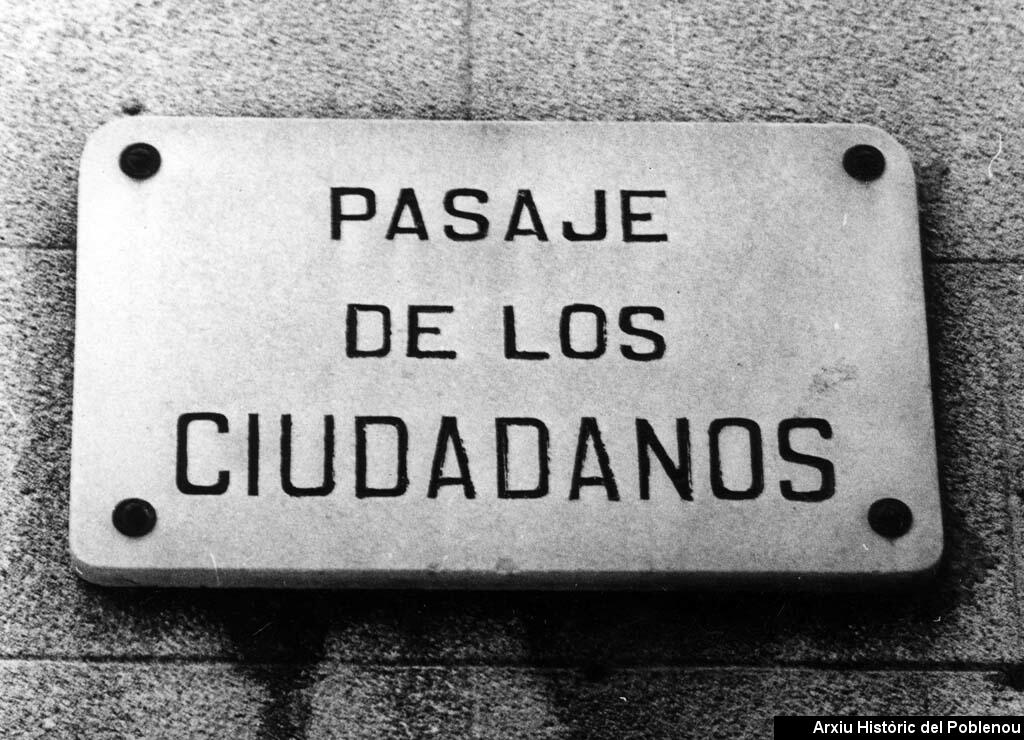 PASAJE
DE LOS
CIUDADANOS
Arxiu Històric del Poblenou